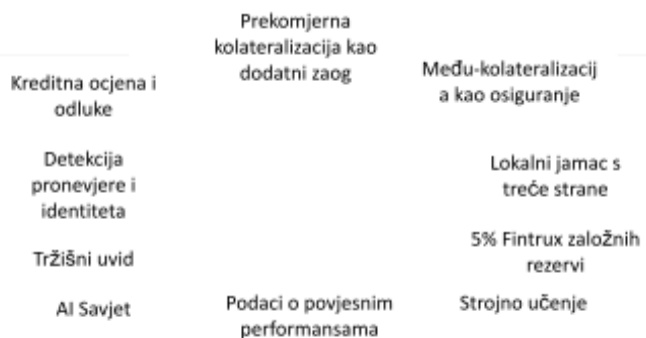 Prekomjerna
kolateralizacija kao
dodatni zaog
Među-kolateralizacij
a kao osiguranje
Kreditna ocjena i
odluke
Detekcija
pronevjere i
identiteta
Lokalni jamac s
treće strane
5% Fintrux založnih
rezervi
Tržišni uvid
AI Savjet
Podaci o povjesnim
performansama
Strojno učenje